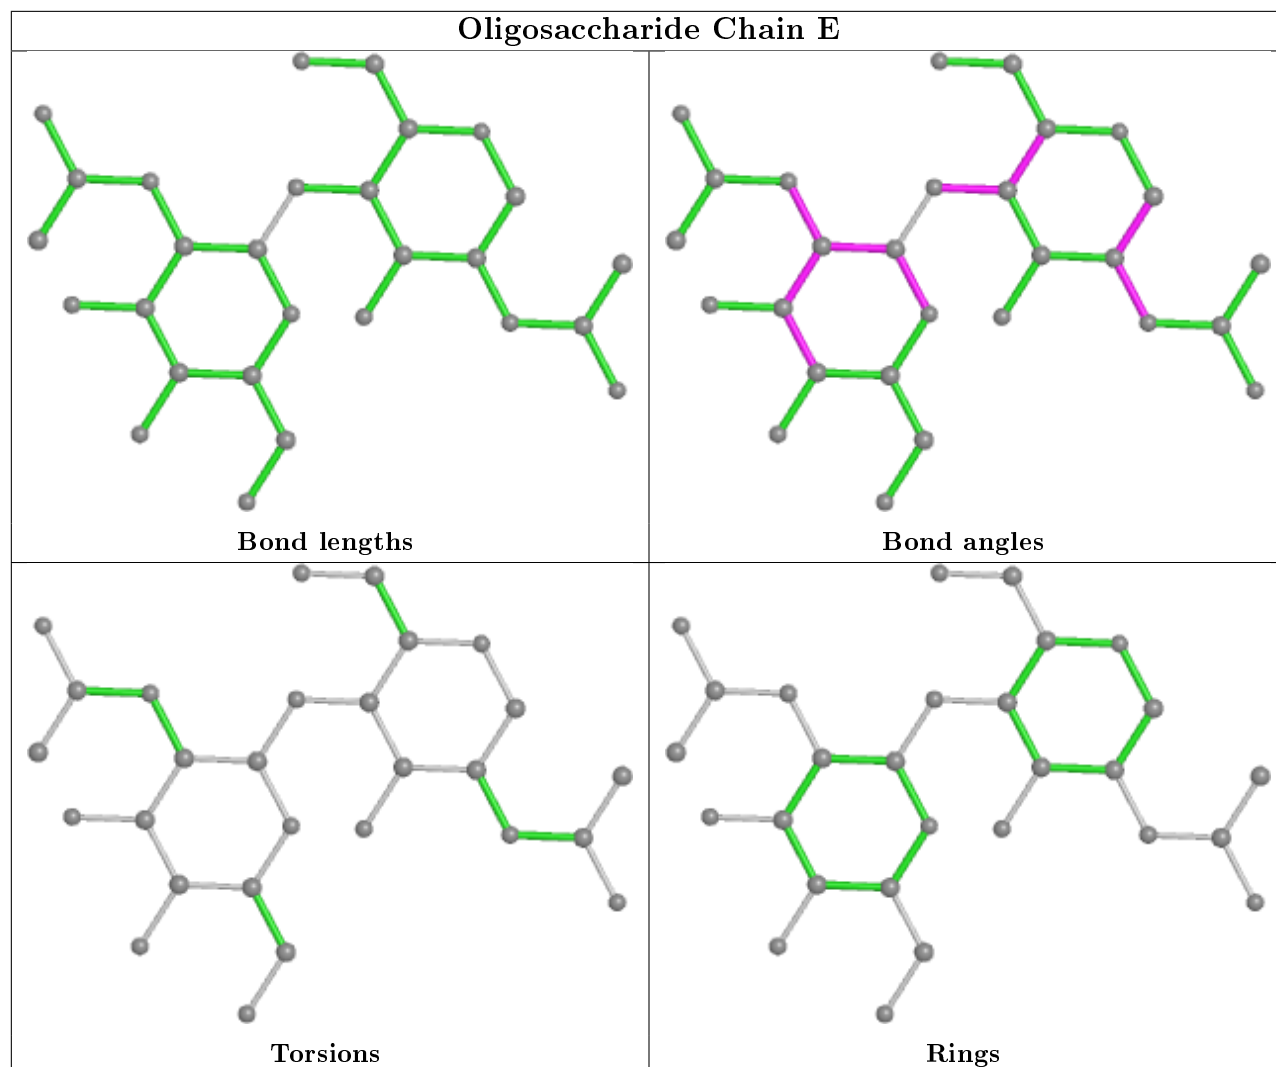 Oligosaccharide Chain E
Bond lengths
Bond angles
Torsions
Rings